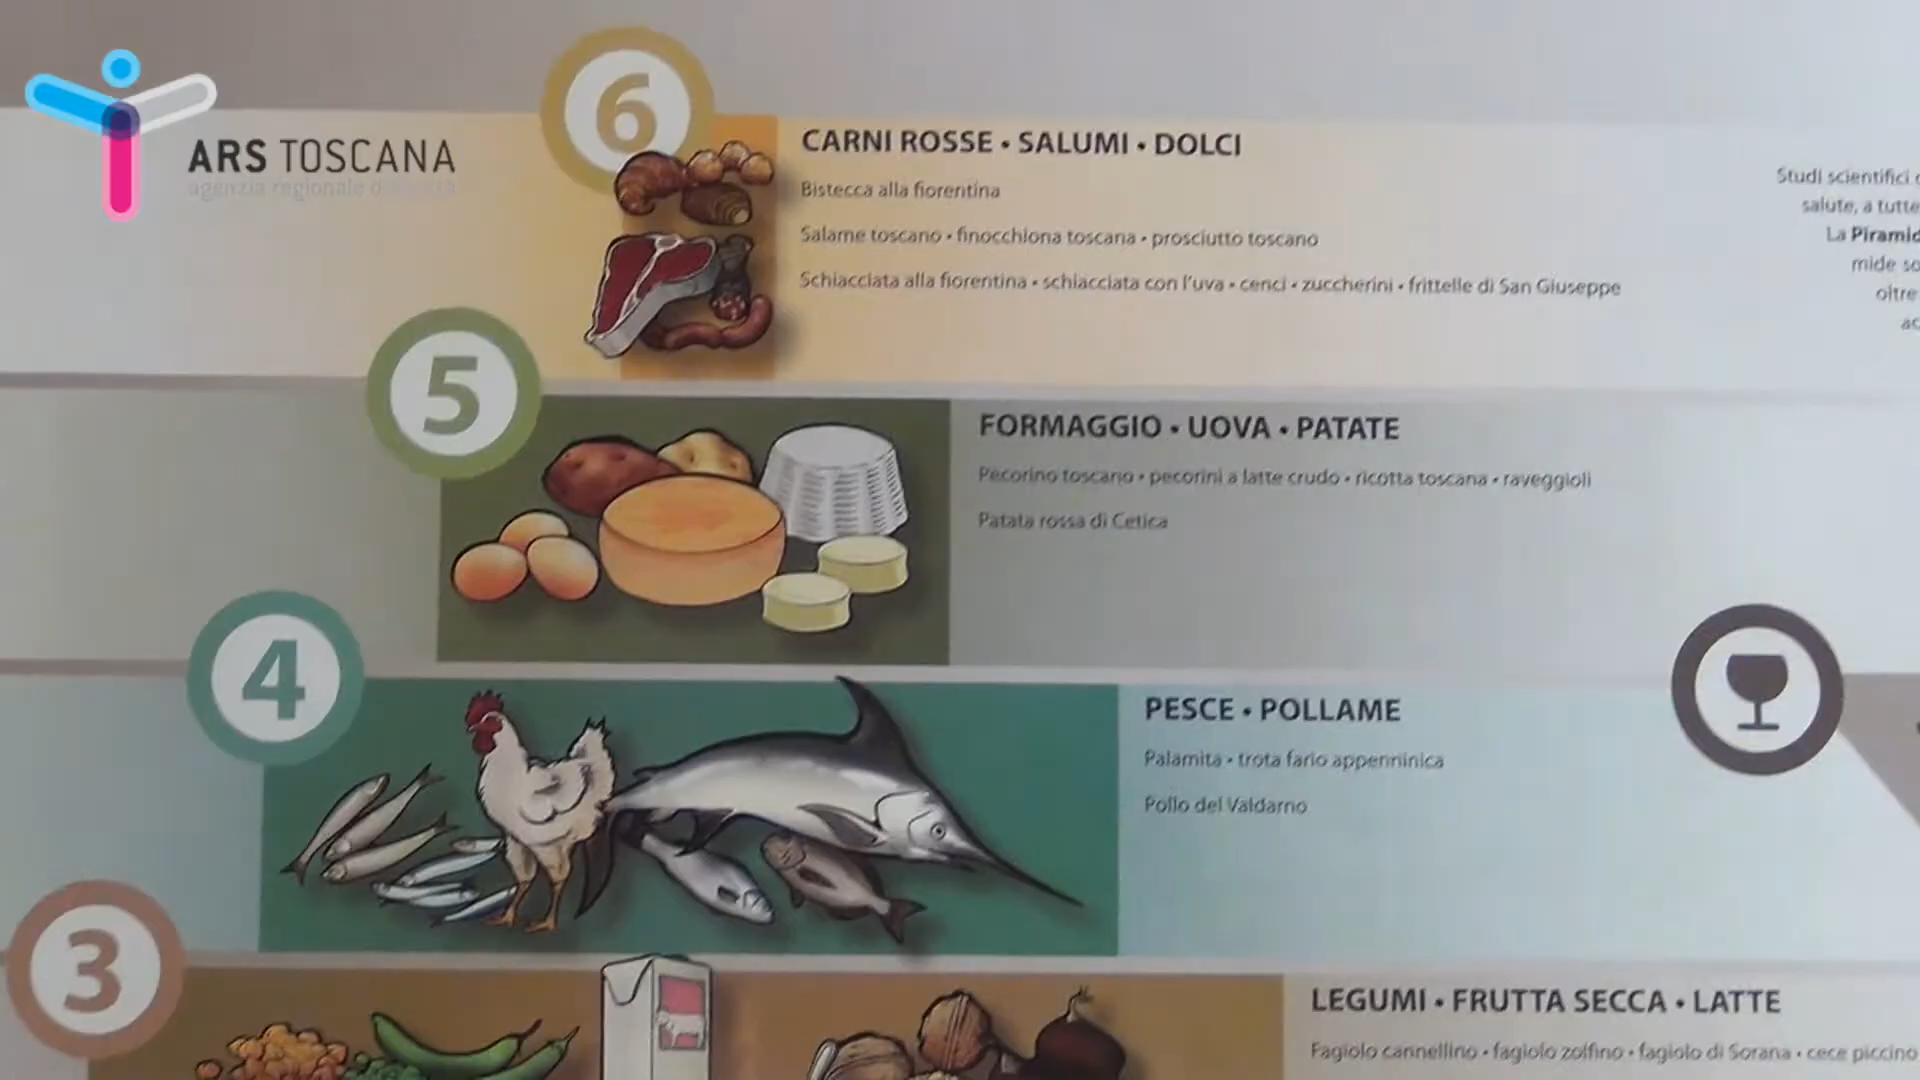 ARS TOSCANA
agenzia regionale di sanità
6
CARNI ROSSE • SALUMI • DOLCI
Bistecca alla fiorentina
Salame toscano • finocchiona toscana • prosciutto toscano
Schiacciata alla fiorentina • schiacciata con l'uva • cenci • zuccherini • frittelle di San Giuseppe
Studi scientifici
salute, a tutte
La Piramid
mide so
oltre
ac
5
FORMAGGIO • UOVA • PATATE
Pecorino toscano • pecorini a latte crudo • ricotta toscana • raveggioli
Patata rossa di Cetica
4
PESCE • POLLAME
Palamita • trota fario appenninica
Pollo del Valdarno
3
LEGUMI • FRUTTA SECCA • LATTE
Fagiolo cannellino • fagiolo zolfino • fagiolo di Sorana • cece piccino